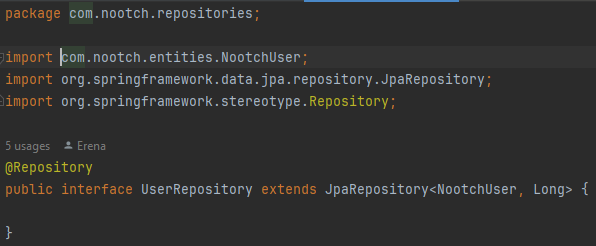 package com.nootch.repositories;
import com.nootch.entities.NootchUser;
import org.springframework.data.jpa.repository.JpaRepository;
import org.springframework.stereotype.Repository;
5 usages Erena
@Repository
public interface UserRepository extends JpaRepository<NootchUser, Long> {
}